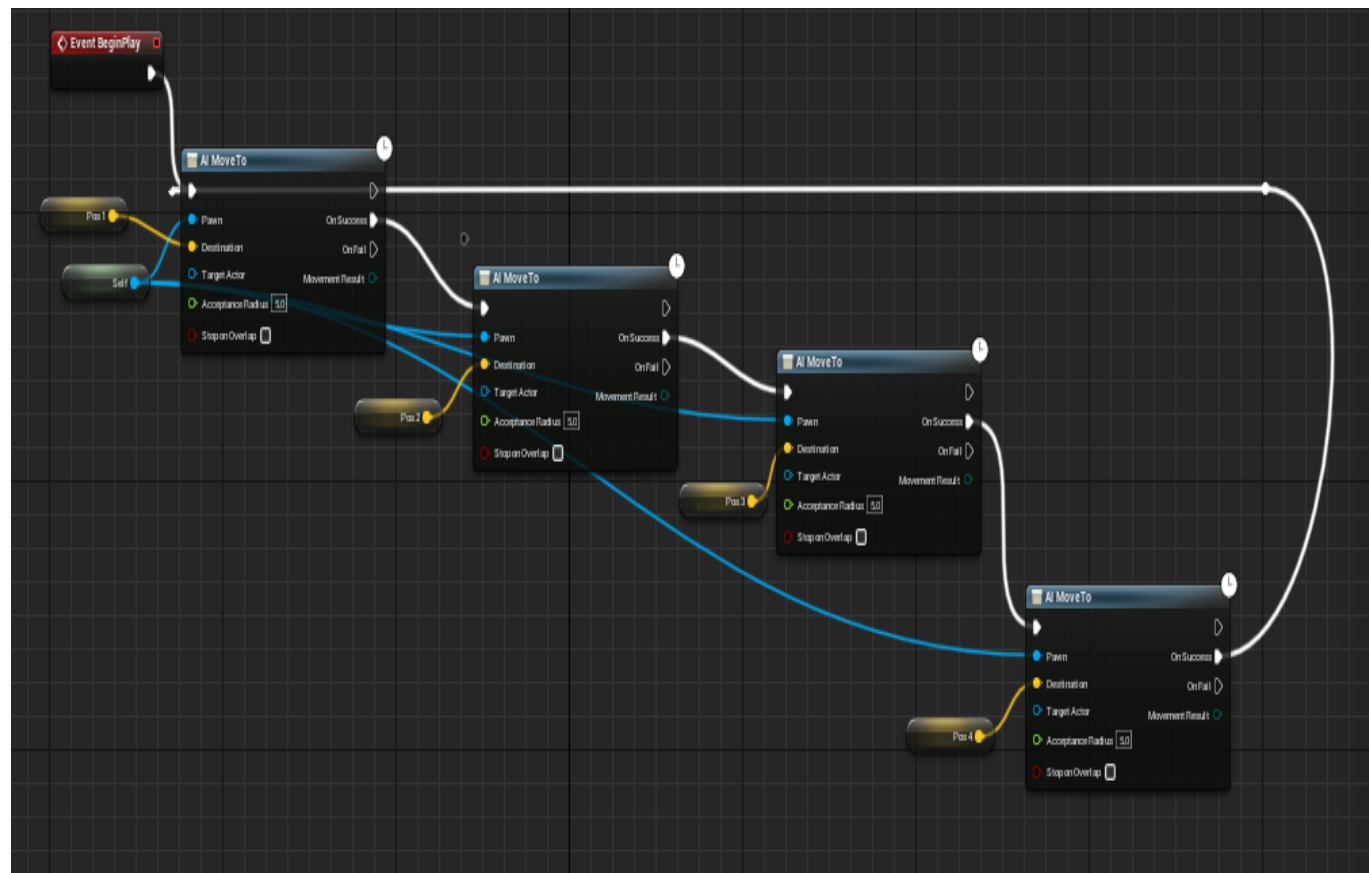 Event BeginPlay
AI MoveTo
Pos 1
Pawn
On Success
Destination
On Fail
Self
Target Actor
Movement Result
Acceptance Radius 5.0
Stop on Overlap
AI MoveTo
Pawn
On Success
Destination
On Fail
Target Actor
Movement Result
Pos 2
Acceptance Radius 5.0
Stop on Overlap
AI MoveTo
Pawn
On Success
Destination
On Fail
Target Actor
Movement Result
Pos 3
Acceptance Radius 5.0
Stop on Overlap
AI MoveTo
Pawn
On Success
Destination
On Fail
Target Actor
Movement Result
Pos 4
Acceptance Radius 5.0
Stop on Overlap